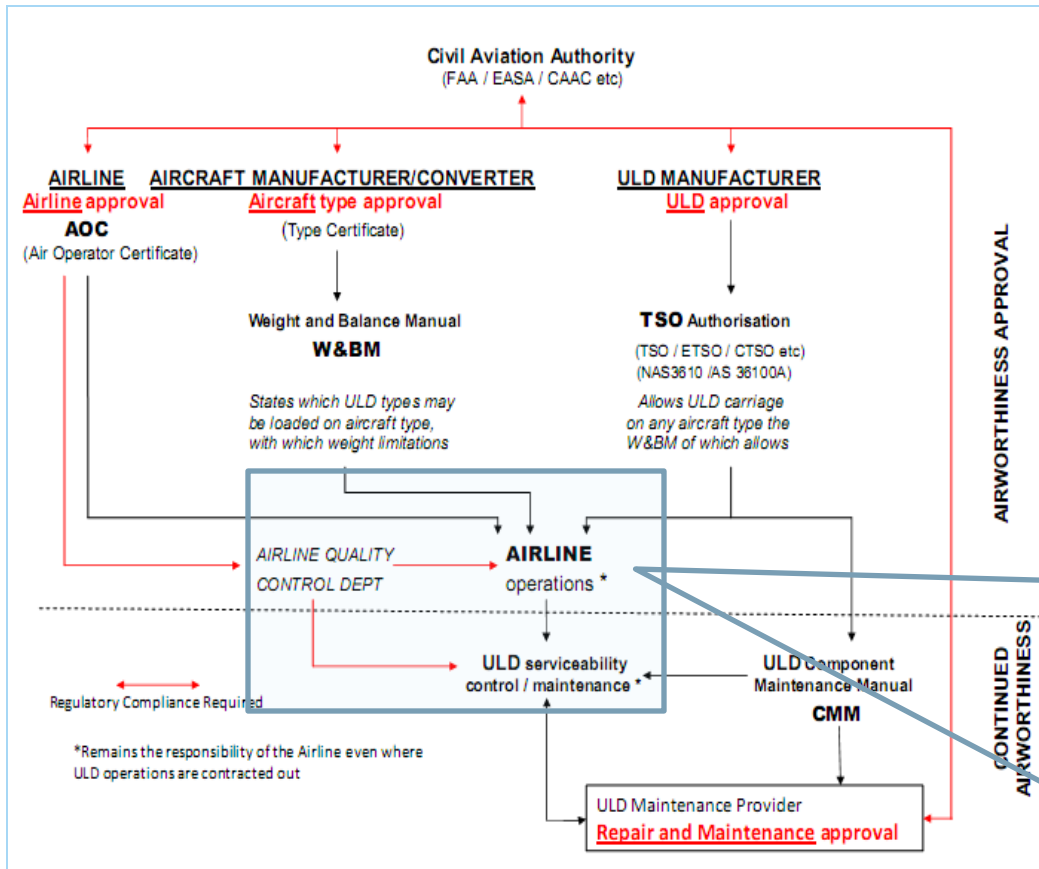 Civil Aviation Authority
(FAA / EASA / CAAC etc)
AIRLINE
Airline approval
AOC
(Air Operator Certificate)
AIRCRAFT MANUFACTURER/CONVERTER
Aircraft type approval
(Type Certificate)
ULD MANUFACTURER
ULD approval
Weight and Balance Manual
W&BM
TSO Authorisation
(TSO / ETSO / CTSO etc)
(NAS3610 /AS 36100A)
States which ULD types may
be loaded on aircraft type,
with which weight limitations
Allows ULD carriage
on any aircraft type the
W&BM of which allows
AIRWORTHINESS APPROVAL
AIRLINE QUALITY
CONTROL DEPT
AIRLINE
operations *
ULD serviceability
control / maintenance *
ULD Component
Maintenance Manual
CMM
CONTINUED
AIRWORTHINESS
Regulatory Compliance Required
*Remains the responsibility of the Airline even where
ULD operations are contracted out
ULD Maintenance Provider
Repair and Maintenance approval